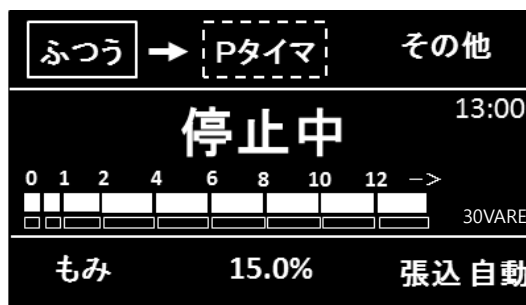 ふつう → Pタイマ その他
13:00
停止中
0 1 2 4 6 8 10 12 ->
30VARE
もみ 15.0% 張込 自動